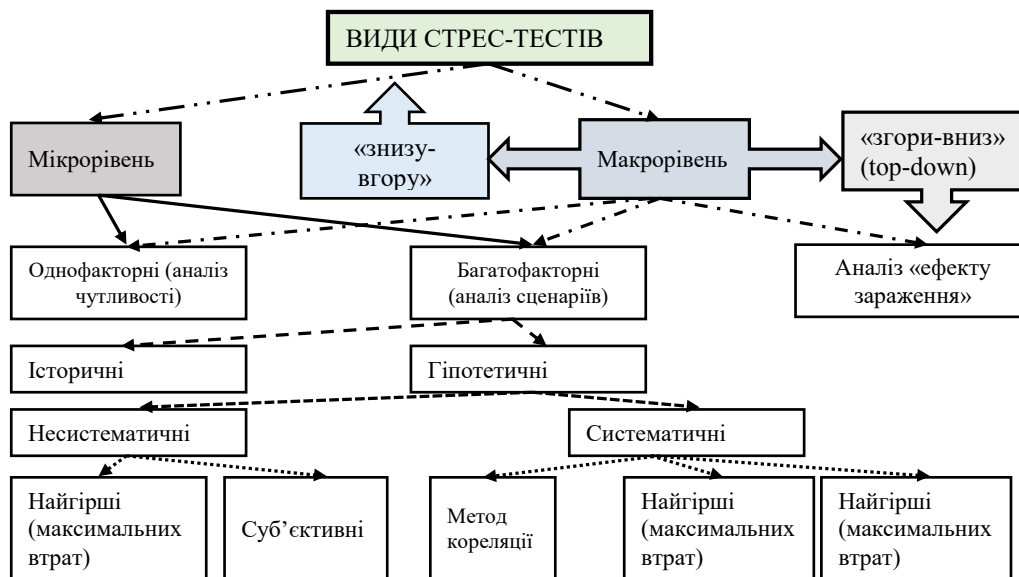 ВИДИ СТРЕС-ТЕСТІВ
Мікрорівень
«знизу-
вгору»
Макрорівень
«згори-вниз»
(top-down)
Однофакторні (аналіз
чутливості)
Багатофакторні
(аналіз сценаріїв)
Аналіз «ефекту
зараження»
Історичні
Гіпотетичні
Несистематичні
Систематичні
Найгірші
(максимальних
втрат)
Суб’єктивні
Метод
кореляції
Найгірші
(максимальних
втрат)
Найгірші
(максимальних
втрат)